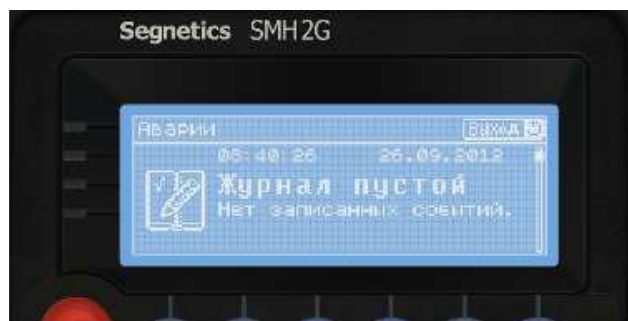 Segnetics SMH 2G
Аварии Выход
08:40:26 26.09.2012
Журнал пустой
Нет записанных событий.